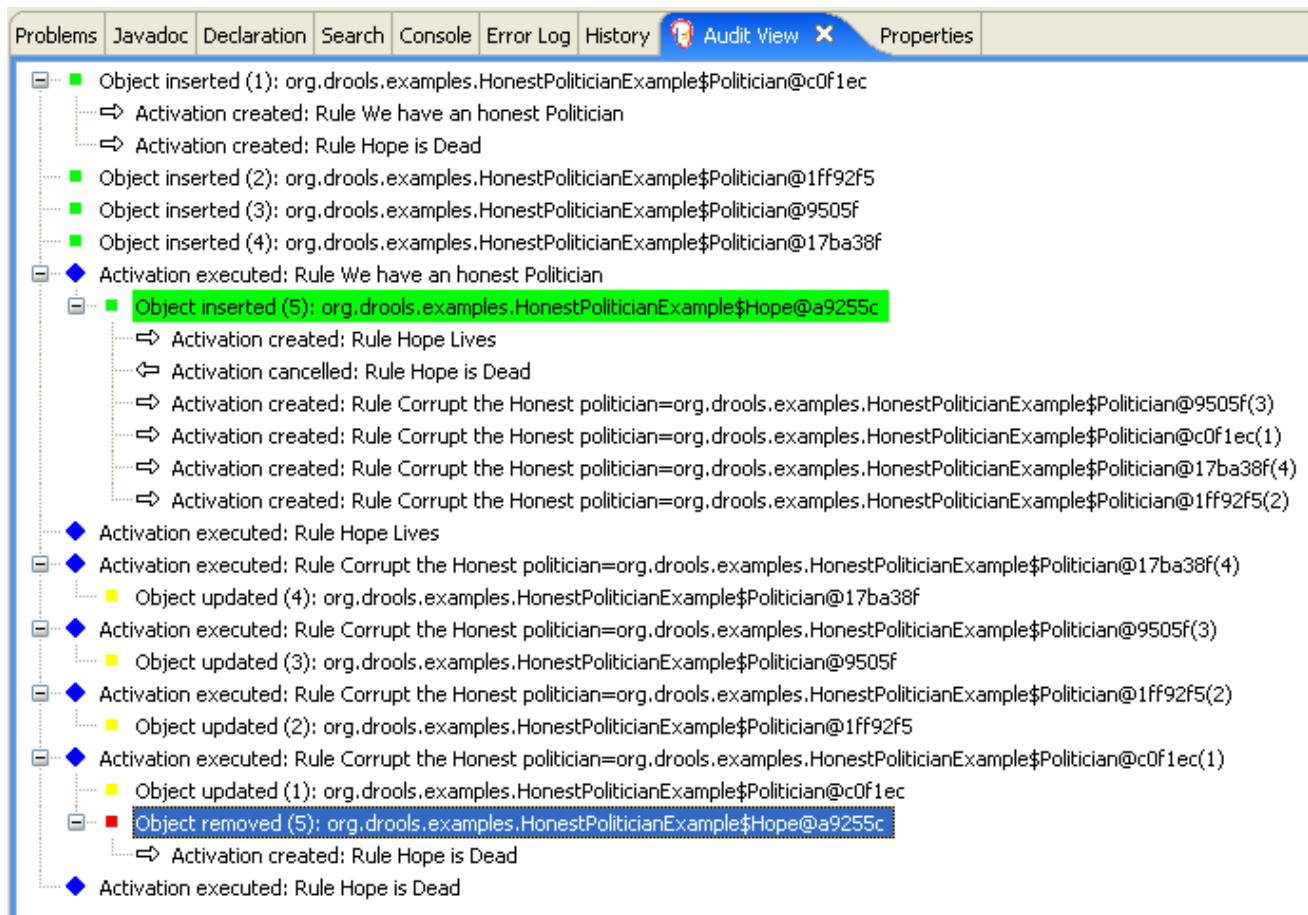 Problems Javadoc Declaration Search Console Error Log History Audit View Properties
Object inserted (1): org.drools.examples.HonestPoliticianExample$Politician@c0f1ec
Activation created: Rule We have an honest Politician
Activation created: Rule Hope is Dead
Object inserted (2): org.drools.examples.HonestPoliticianExample$Politician@1ff92f5
Object inserted (3): org.drools.examples.HonestPoliticianExample$Politician@9505f
Object inserted (4): org.drools.examples.HonestPoliticianExample$Politician@17ba38f
Activation executed: Rule We have an honest Politician
Object inserted (5): org.drools.examples.HonestPoliticianExample$Hope@a9255c
Activation created: Rule Hope Lives
Activation cancelled: Rule Hope is Dead
Activation created: Rule Corrupt the Honest politician=org.drools.examples.HonestPoliticianExample$Politician@9505f(3)
Activation created: Rule Corrupt the Honest politician=org.drools.examples.HonestPoliticianExample$Politician@c0f1ec(1)
Activation created: Rule Corrupt the Honest politician=org.drools.examples.HonestPoliticianExample$Politician@17ba38f(4)
Activation created: Rule Corrupt the Honest politician=org.drools.examples.HonestPoliticianExample$Politician@1ff92f5(2)
Activation executed: Rule Hope Lives
Activation executed: Rule Corrupt the Honest politician=org.drools.examples.HonestPoliticianExample$Politician@17ba38f(4)
Object updated (4): org.drools.examples.HonestPoliticianExample$Politician@17ba38f
Activation executed: Rule Corrupt the Honest politician=org.drools.examples.HonestPoliticianExample$Politician@9505f(3)
Object updated (3): org.drools.examples.HonestPoliticianExample$Politician@9505f
Activation executed: Rule Corrupt the Honest politician=org.drools.examples.HonestPoliticianExample$Politician@1ff92f5(2)
Object updated (2): org.drools.examples.HonestPoliticianExample$Politician@1ff92f5
Activation executed: Rule Corrupt the Honest politician=org.drools.examples.HonestPoliticianExample$Politician@c0f1ec(1)
Object updated (1): org.drools.examples.HonestPoliticianExample$Politician@c0f1ec
Object removed (5): org.drools.examples.HonestPoliticianExample$Hope@a9255c
Activation created: Rule Hope is Dead
Activation executed: Rule Hope is Dead